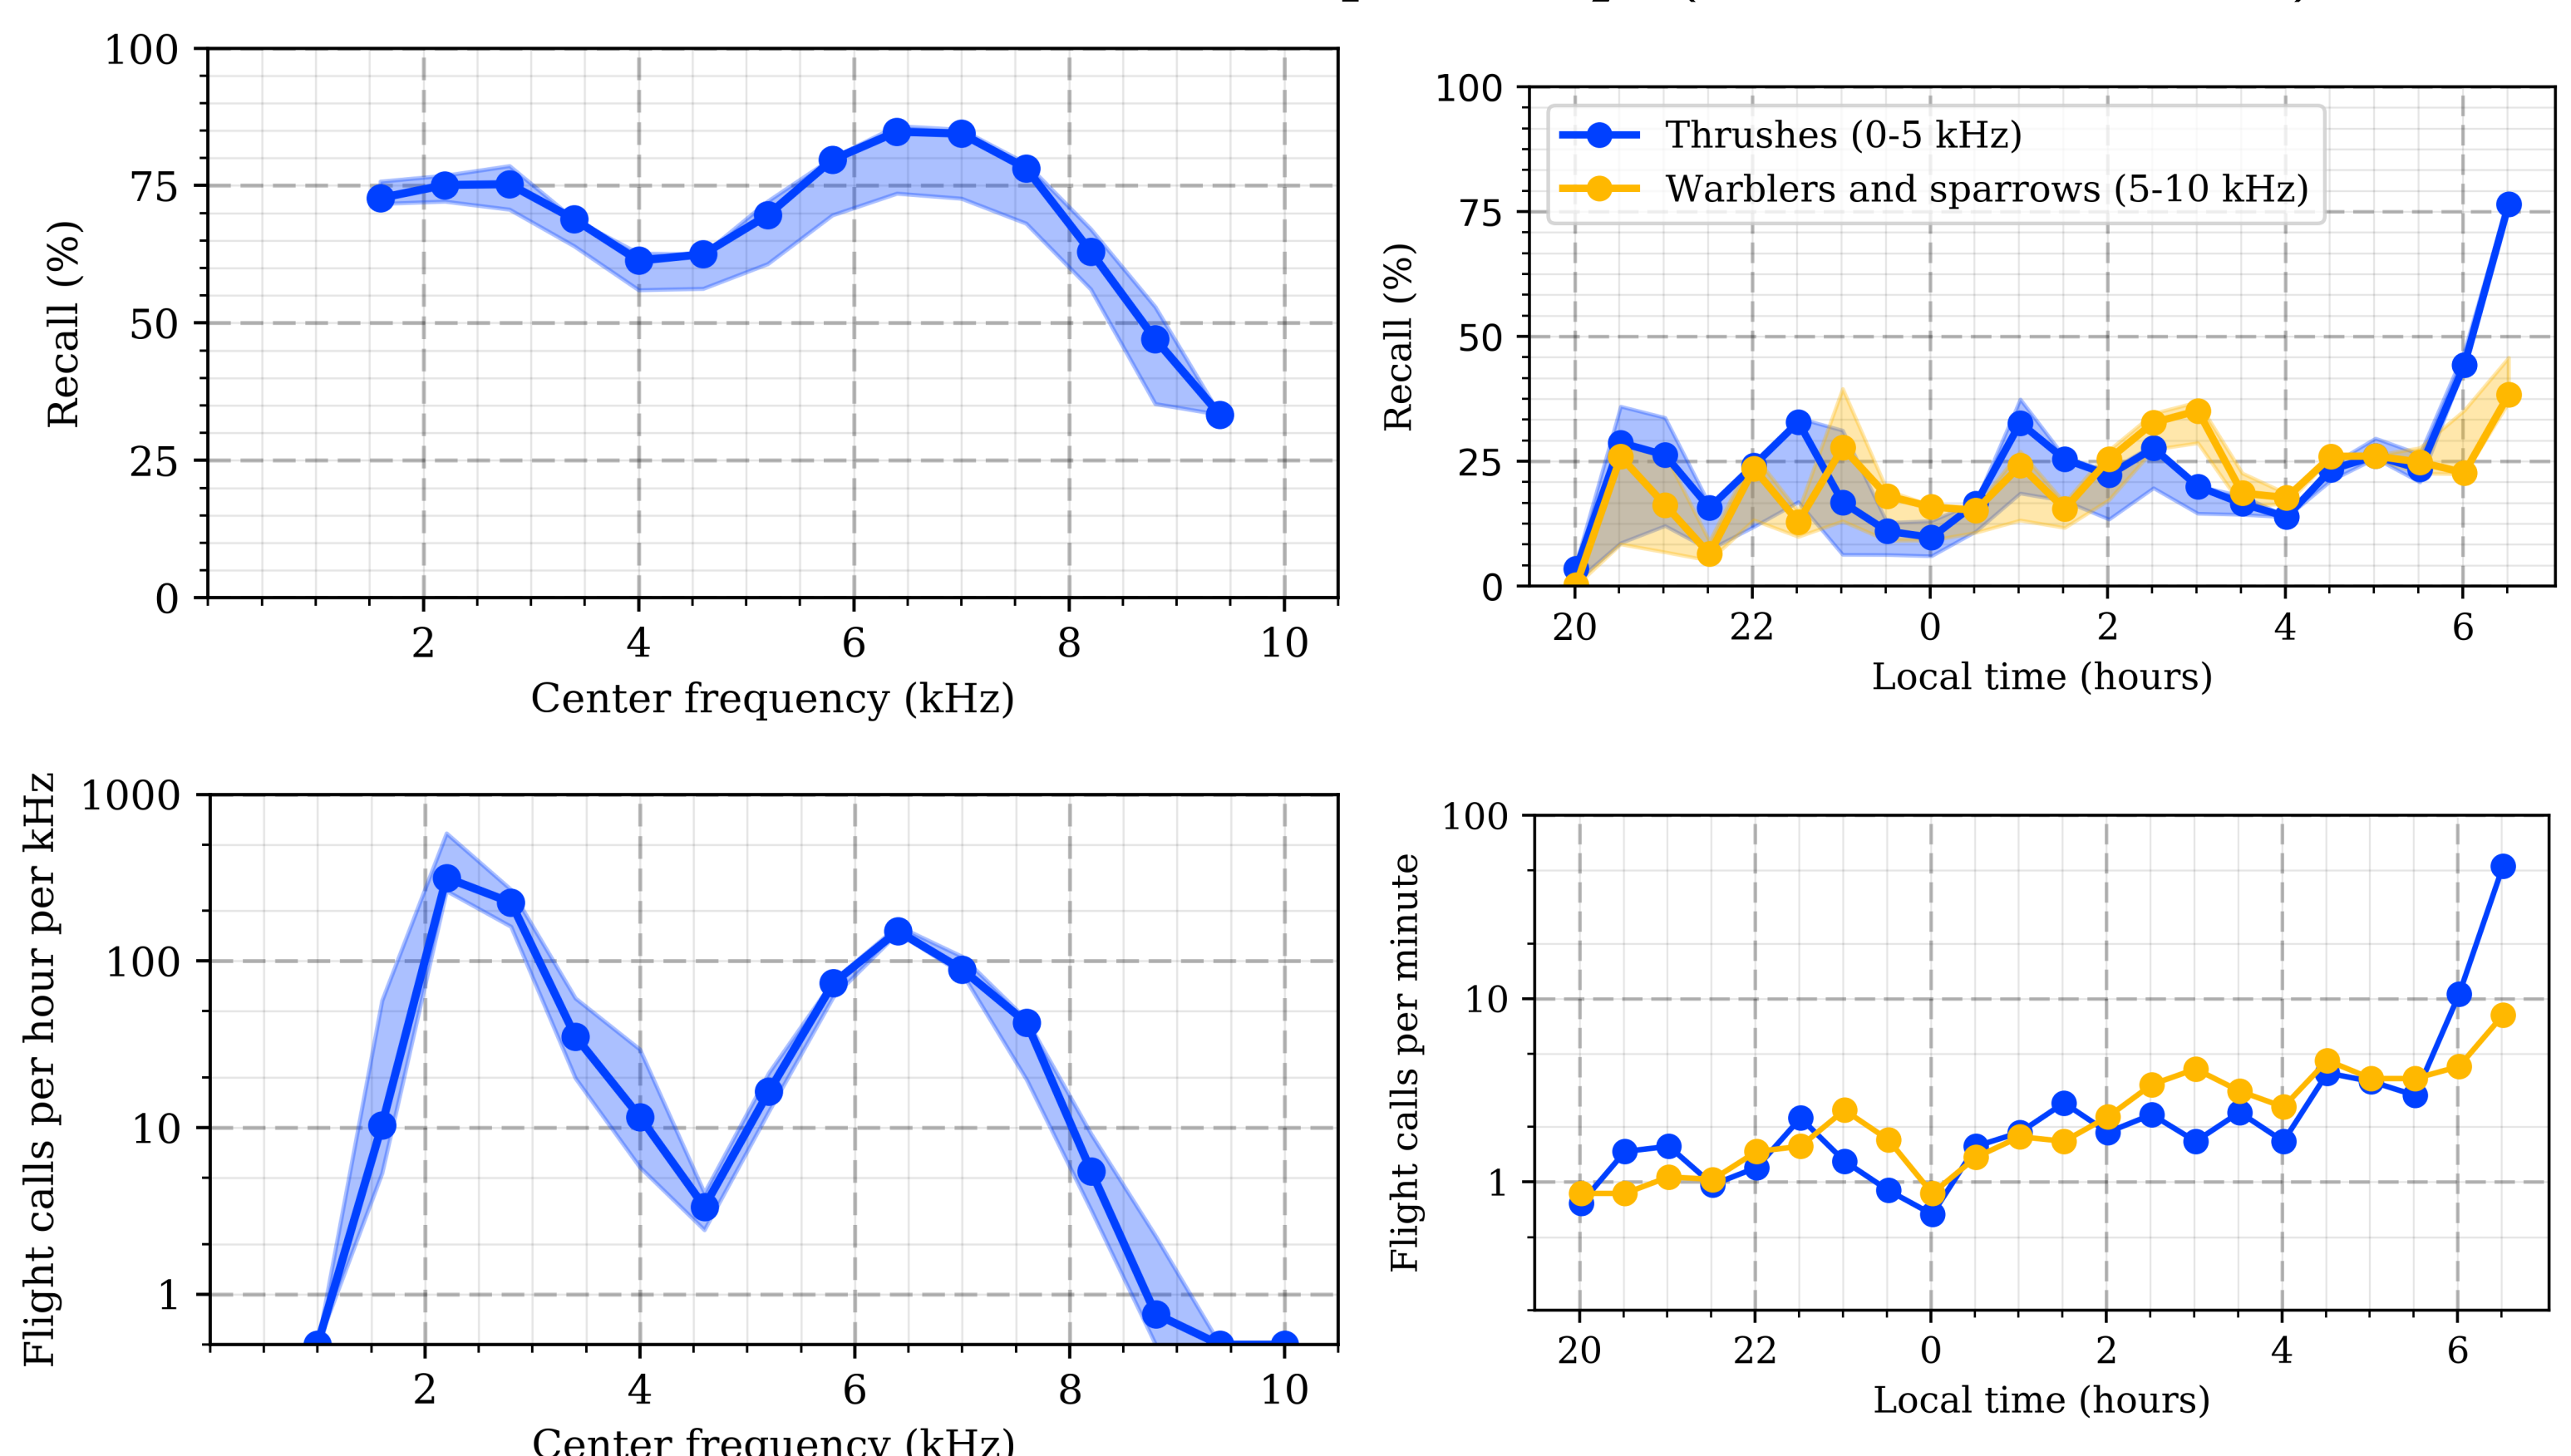 100
75
50
25
0
Recall (%)
2 4 6 8 10
Center frequency (kHz)
100
75
50
25
0
Recall (%)
Thrushes (0-5 kHz)
Warblers and sparrows (5-10 kHz)
20 22 0 2 4 6
Local time (hours)
1000
100
10
1
Flight calls per hour per kHz
2 4 6 8 10
Center frequency (kHz)
100
10
1
Flight calls per minute
20 22 0 2 4 6
Local time (hours)